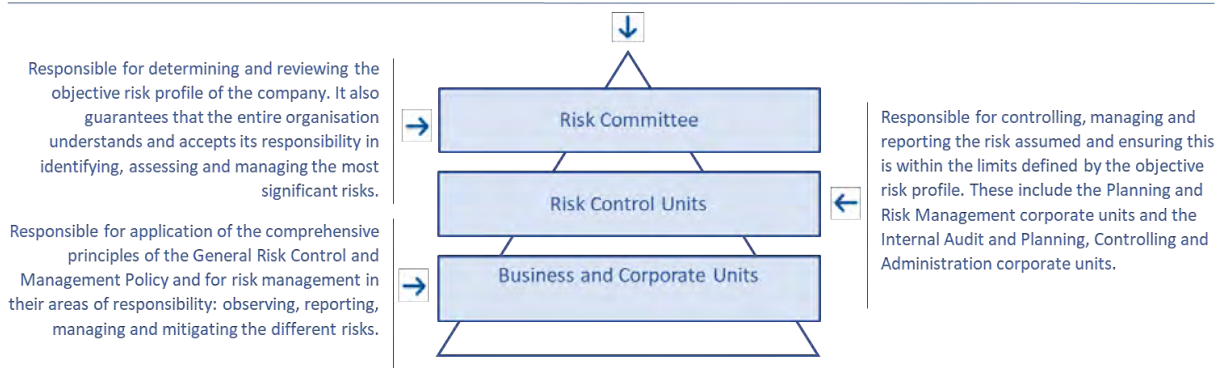 Responsible for determining and reviewing the
objective risk profile of the company. It also
guarantees that the entire organisation
understands and accepts its responsibility in
identifying, assessing and managing the most
significant risks.
Responsible for application of the comprehensive
principles of the General Risk Control and
Management Policy and for risk management in
their areas of responsibility: observing, reporting,
managing and mitigating the different risks.
Risk Committee
Risk Control Units
Business and Corporate Units
Responsible for controlling, managing and
reporting the risk assumed and ensuring this
is within the limits defined by the objective
risk profile. These include the Planning and
Risk Management corporate units and the
Internal Audit and Planning, Controlling and
Administration corporate units.